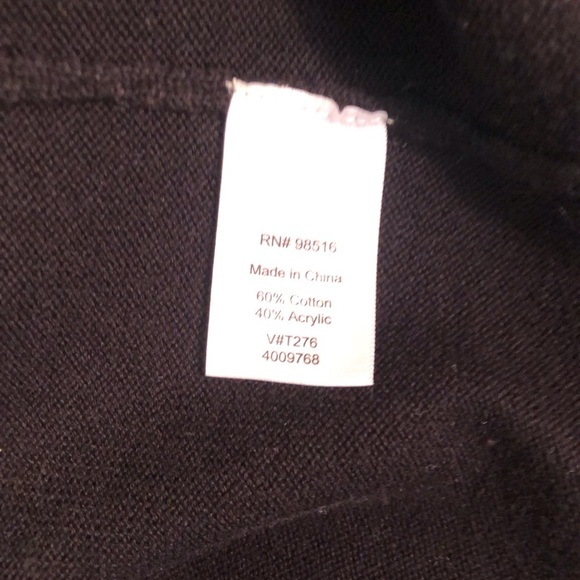 RN# 98516
Made in China
60% Cotton
40% Acrylic
V#T276
4009768